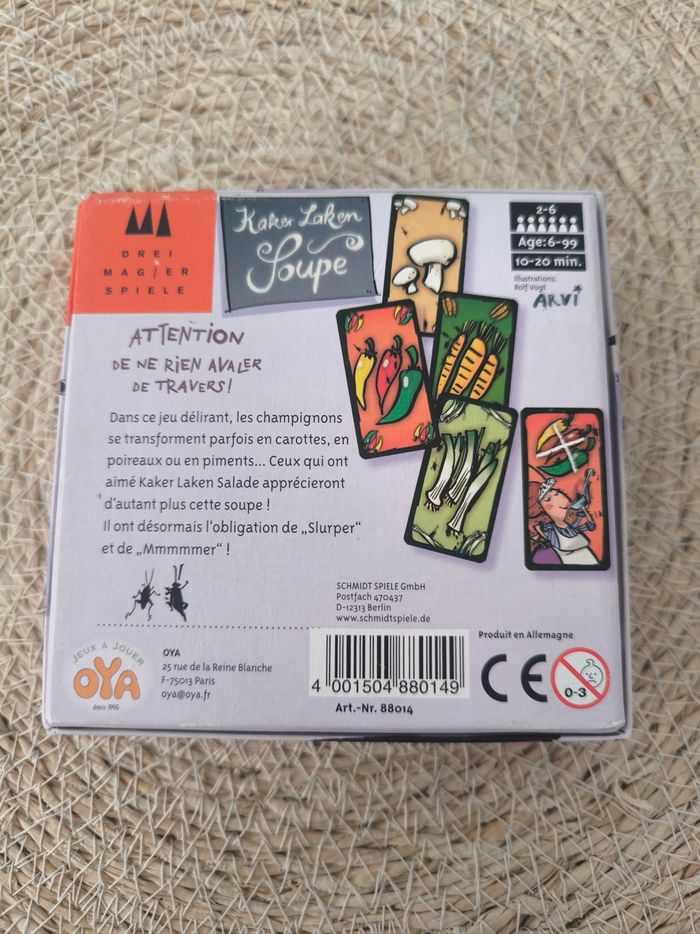 DREI
MAGIER
SPIELE
Kaker Laken
Soupe
2-6
Age: 6-99
10-20 min.
Illustrations:
Rolf Vogt
ARVi
ATTENTION
DE NE RIEN AVALER
DE TRAVERS!
Dans ce jeu délirant, les champignons
se transforment parfois en carottes, en
poireaux ou en piments... Ceux qui ont
aimé Kaker Laken Salade apprécieront
d'autant plus cette soupe !
Il ont désormais l'obligation de „Slurper“
et de „Mmmmmer“ !
SCHMIDT SPIELE GmbH
Postfach 470437
D-12313 Berlin
www.schmidtspiele.de
JEUX A JOUER
OYA
depuis 1995
OYA
25 rue de la Reine Blanche
F-75013 Paris
oya@oya.fr
4 001504 880149
Art.-Nr. 88014
Produit en Allemagne
CE
0-3